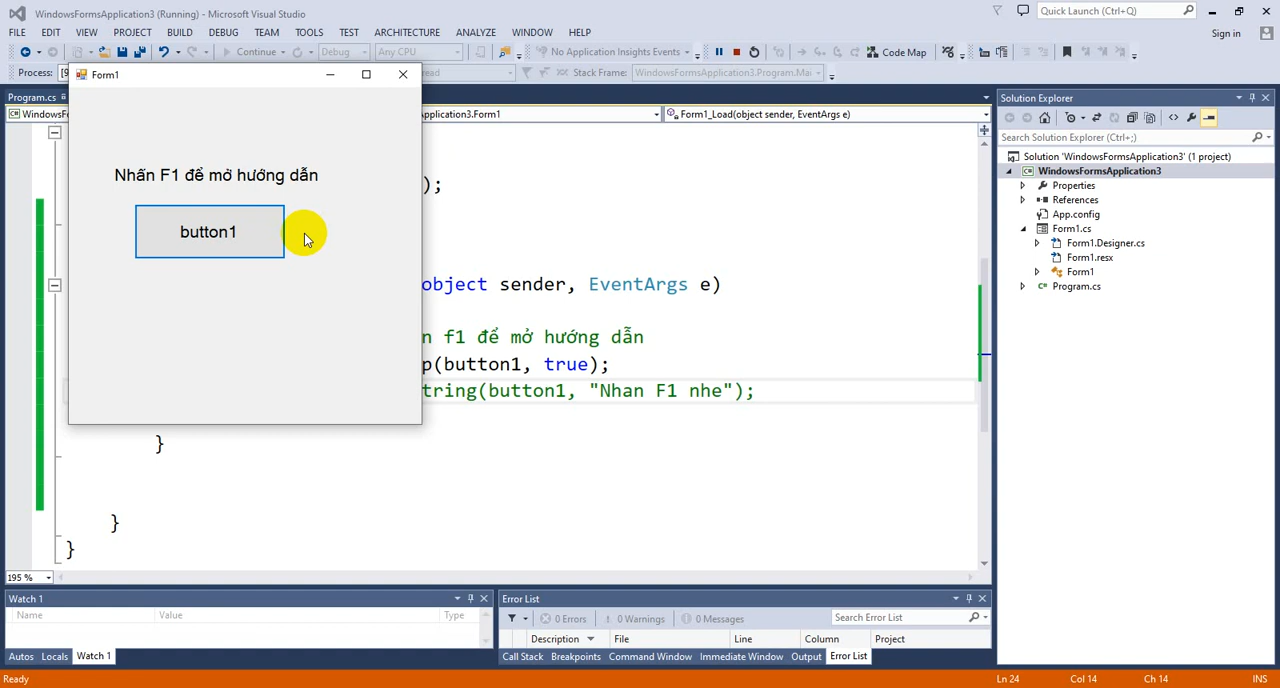 WindowsFormsApplication3 (Running) - Microsoft Visual Studio
Quick Launch (Ctrl+Q)
FILE EDIT VIEW PROJECT BUILD DEBUG TEAM TOOLS TEST ARCHITECTURE ANALYZE WINDOW HELP
Sign in
Continue Debug Any CPU No Application Insights Events Code Map
Process: Stack Frame: WindowsFormsApplication3.Program.Mai
Form1
Program.cs
Solution Explorer
Form1_Load(object sender, EventArgs e)
Search Solution Explorer (Ctrl+;)
Solution 'WindowsFormsApplication3' (1 project)
WindowsFormsApplication3
Properties
References
App.config
Form1.cs
Form1.Designer.cs
Form1.resx
Form1
Program.cs
Nhấn F1 để mở hướng dẫn
button1
);
object sender, EventArgs e)
n f1 để mở hướng dẫn
p(button1, true);
tring(button1, "Nhan F1 nhe");
}
}
}
195 %
Watch 1
Name Value Type
Autos Locals Watch 1
Error List
0 Errors 0 Warnings 0 Messages Search Error List
Description File Line Column Project
Call Stack Breakpoints Command Window Immediate Window Output Error List
Ready Ln 24 Col 14 Ch 14 INS